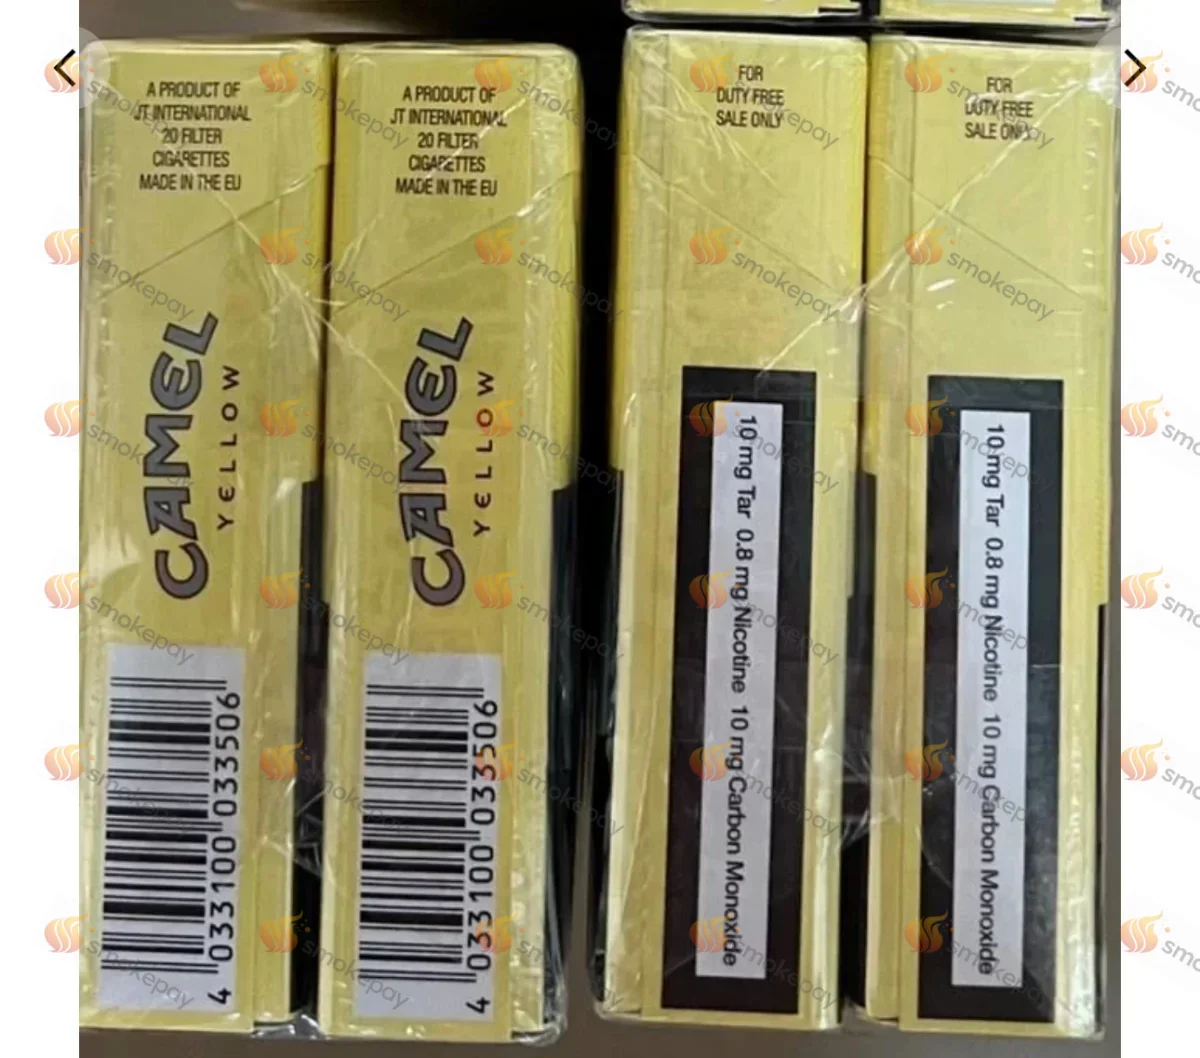 A PRODUCT OF
JT INTERNATIONAL
20 FILTER
CIGARETTES
MADE IN THE EU
CAMEL
YELLOW
4 033100 033506
A PRODUCT OF
JT INTERNATIONAL
20 FILTER
CIGARETTES
MADE IN THE EU
CAMEL
YELLOW
4 033100 033506
FOR
DUTY FREE
SALE ONLY
10 mg Tar 0.8 mg Nicotine 10 mg Carbon Monoxide
FOR
DUTY FREE
SALE ONLY
10 mg Tar 0.8 mg Nicotine 10 mg Carbon Monoxide
smokepay